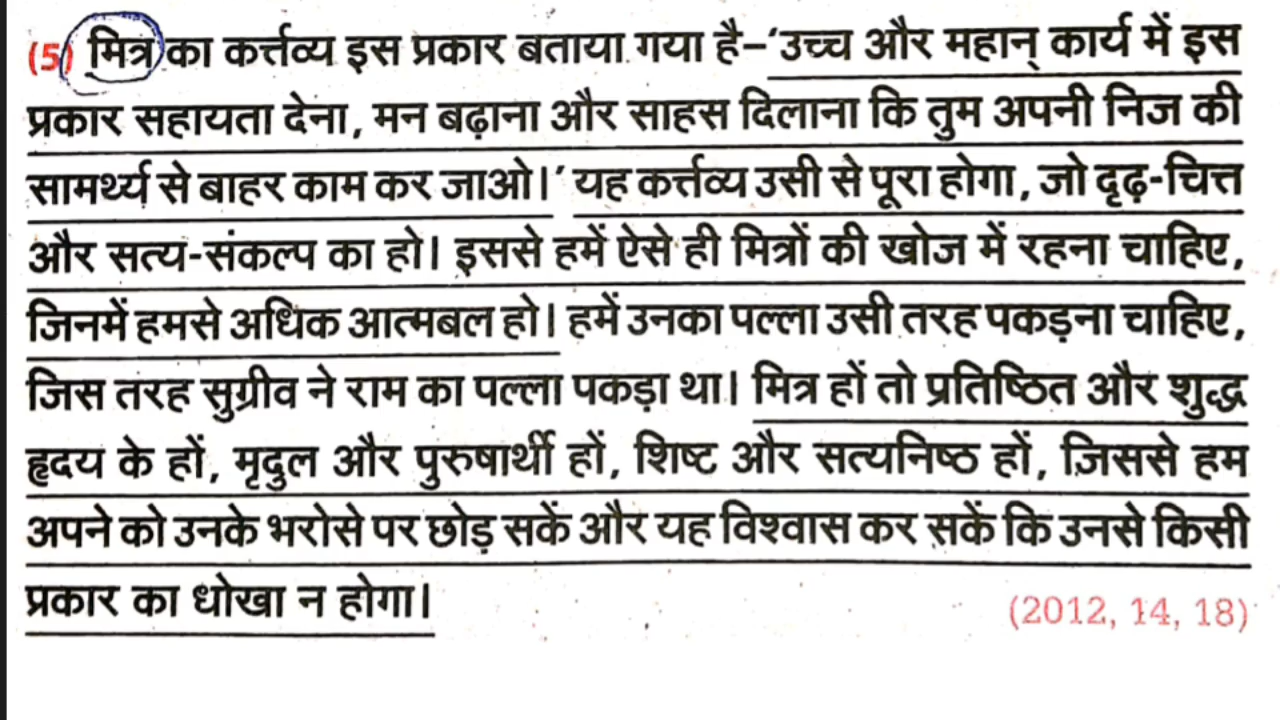 (5) मित्र का कर्त्तव्य इस प्रकार बताया गया है–‘उच्च और महान् कार्य में इस
प्रकार सहायता देना, मन बढ़ाना और साहस दिलाना कि तुम अपनी निज की
सामर्थ्य से बाहर काम कर जाओ।’ यह कर्त्तव्य उसी से पूरा होगा, जो दृढ़-चित्त
और सत्य-संकल्प का हो। इससे हमें ऐसे ही मित्रों की खोज में रहना चाहिए,
जिनमें हमसे अधिक आत्मबल हो। हमें उनका पल्ला उसी तरह पकड़ना चाहिए,
जिस तरह सुग्रीव ने राम का पल्ला पकड़ा था। मित्र हों तो प्रतिष्ठित और शुद्ध
हृदय के हों, मृदुल और पुरुषार्थी हों, शिष्ट और सत्यनिष्ठ हों, जिससे हम
अपने को उनके भरोसे पर छोड़ सकें और यह विश्वास कर सकें कि उनसे किसी
प्रकार का धोखा न होगा।
(2012, 14, 18)